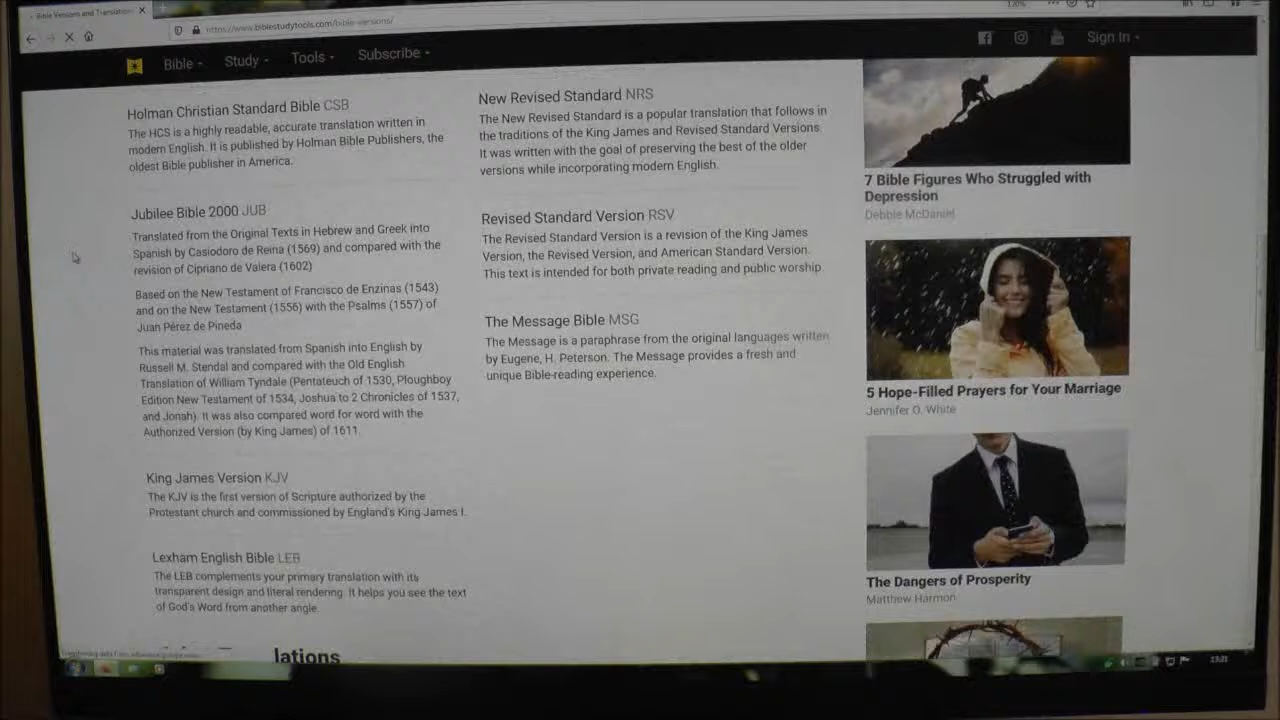 Bible Versions and Translation
https://www.biblestudytools.com/bible-versions/
120%
Bible
Study
Tools
Subscribe
Sign In
Holman Christian Standard Bible CSB
The HCS is a highly readable, accurate translation written in
modern English. It is published by Holman Bible Publishers, the
oldest Bible publisher in America.
Jubilee Bible 2000 JUB
Translated from the Original Texts in Hebrew and Greek into
Spanish by Casiodoro de Reina (1569) and compared with the
revision of Cipriano de Valera (1602)
Based on the New Testament of Francisco de Enzinas (1543)
and on the New Testament (1556) with the Psalms (1557) of
Juan Pérez de Pineda
This material was translated from Spanish into English by
Russell M. Stendal and compared with the Old English
Translation of William Tyndale (Pentateuch of 1530, Ploughboy
Edition New Testament of 1534, Joshua to 2 Chronicles of 1537,
and Jonah). It was also compared word for word with the
Authorized Version (by King James) of 1611.
King James Version KJV
The KJV is the first version of Scripture authorized by the
Protestant church and commissioned by England's King James I.
Lexham English Bible LEB
The LEB complements your primary translation with its
transparent design and literal rendering. It helps you see the text
of God's Word from another angle.
lations
New Revised Standard NRS
The New Revised Standard is a popular translation that follows in
the traditions of the King James and Revised Standard Versions.
It was written with the goal of preserving the best of the older
versions while incorporating modern English.
Revised Standard Version RSV
The Revised Standard Version is a revision of the King James
Version, the Revised Version, and American Standard Version.
This text is intended for both private reading and public worship.
The Message Bible MSG
The Message is a paraphrase from the original languages written
by Eugene, H. Peterson. The Message provides a fresh and
unique Bible-reading experience.
7 Bible Figures Who Struggled with
Depression
Debbie McDaniel
5 Hope-Filled Prayers for Your Marriage
Jennifer O. White
The Dangers of Prosperity
Matthew Harmon
13:21